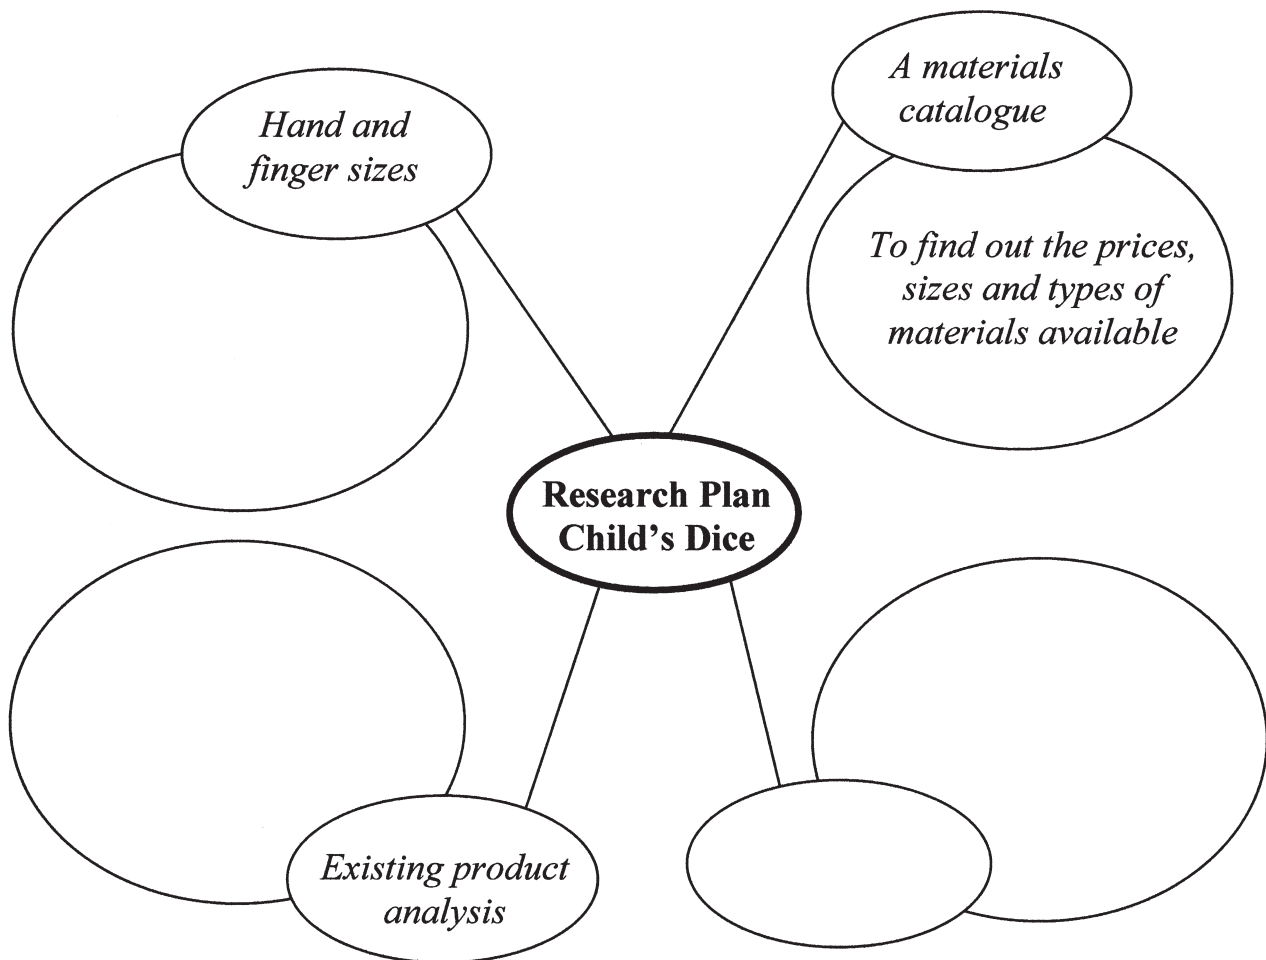 Hand and
finger sizes
A materials
catalogue
To find out the prices,
sizes and types of
materials available
Research Plan
Child's Dice
Existing product
analysis